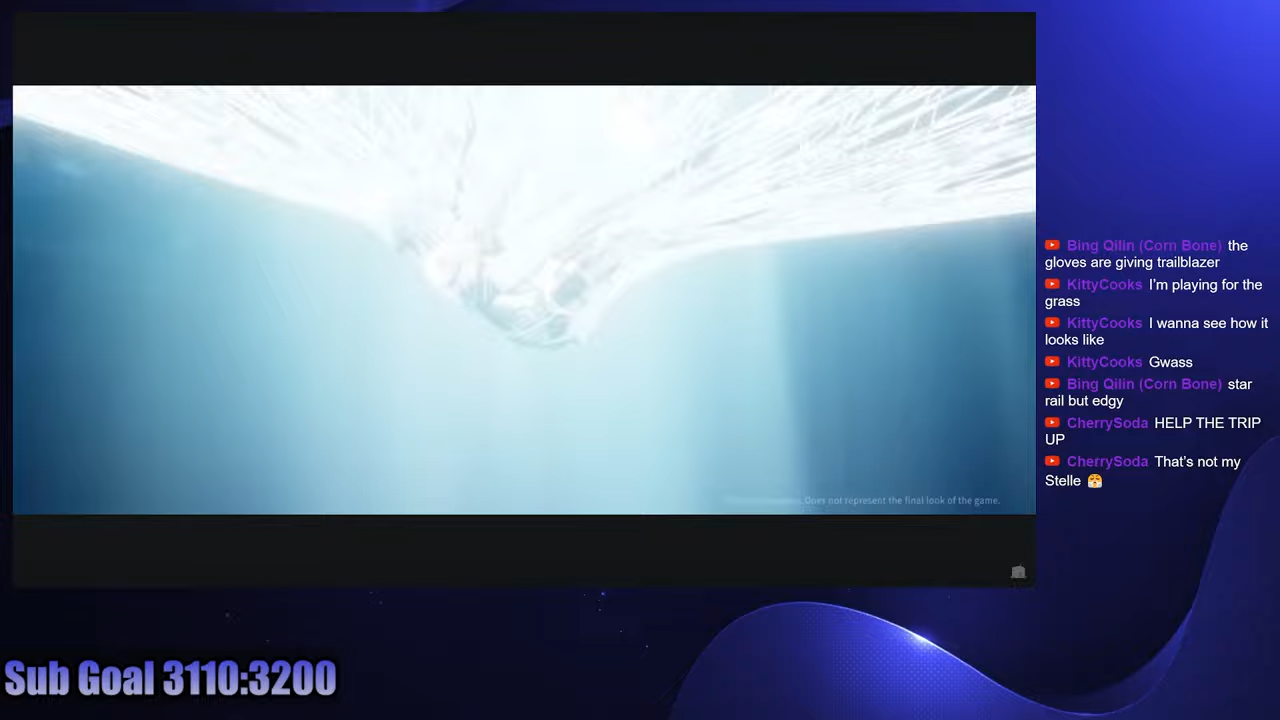 Bing Qilin (Corn Bone) the
gloves are giving trailblazer
KittyCooks I'm playing for the
grass
KittyCooks I wanna see how it
looks like
KittyCooks Gwass
Bing Qilin (Corn Bone) star
rail but edgy
CherrySoda HELP THE TRIP
UP
CherrySoda That's not my
Stelle 😤
Does not represent the final look of the game.
Sub Goal 3110:3200